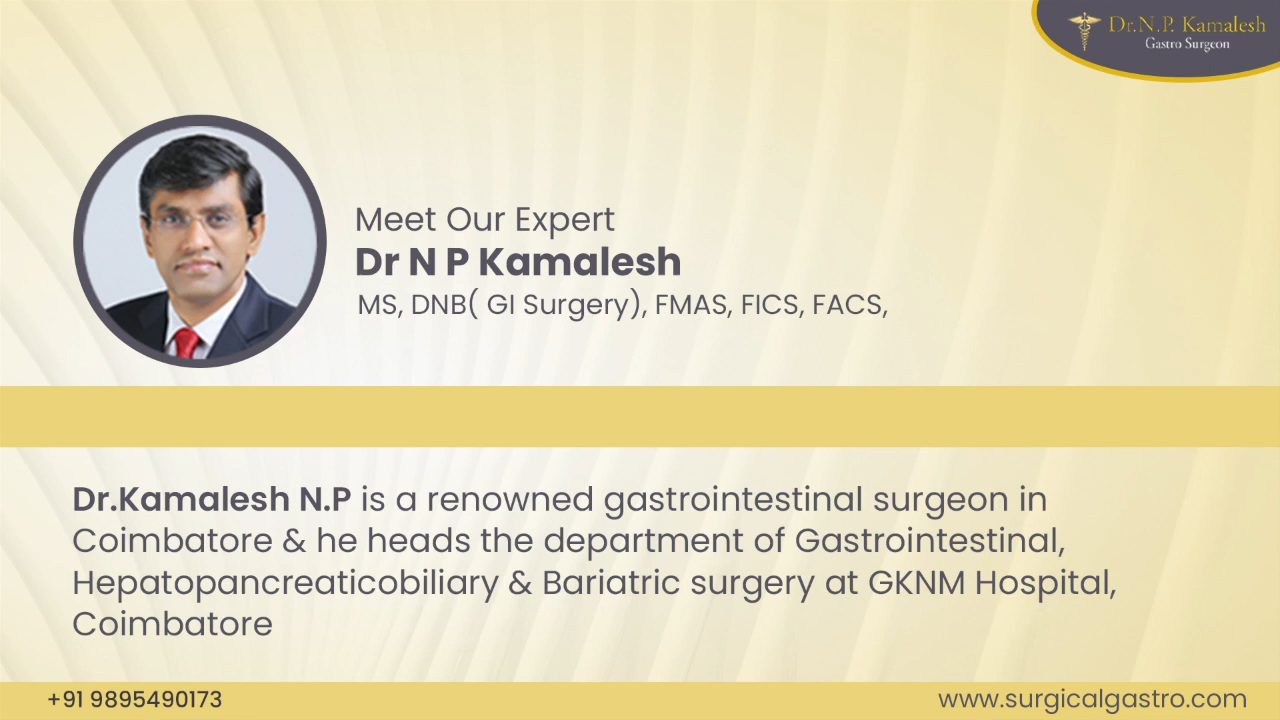 Dr.N.P. Kamalesh
Gastro Surgeon
Meet Our Expert
Dr N P Kamalesh
MS, DNB( GI Surgery), FMAS, FICS, FACS,
Dr.Kamalesh N.P is a renowned gastrointestinal surgeon in
Coimbatore & he heads the department of Gastrointestinal,
Hepatopancreaticobiliary & Bariatric surgery at GKNM Hospital,
Coimbatore
+91 9895490173
www.surgicalgastro.com